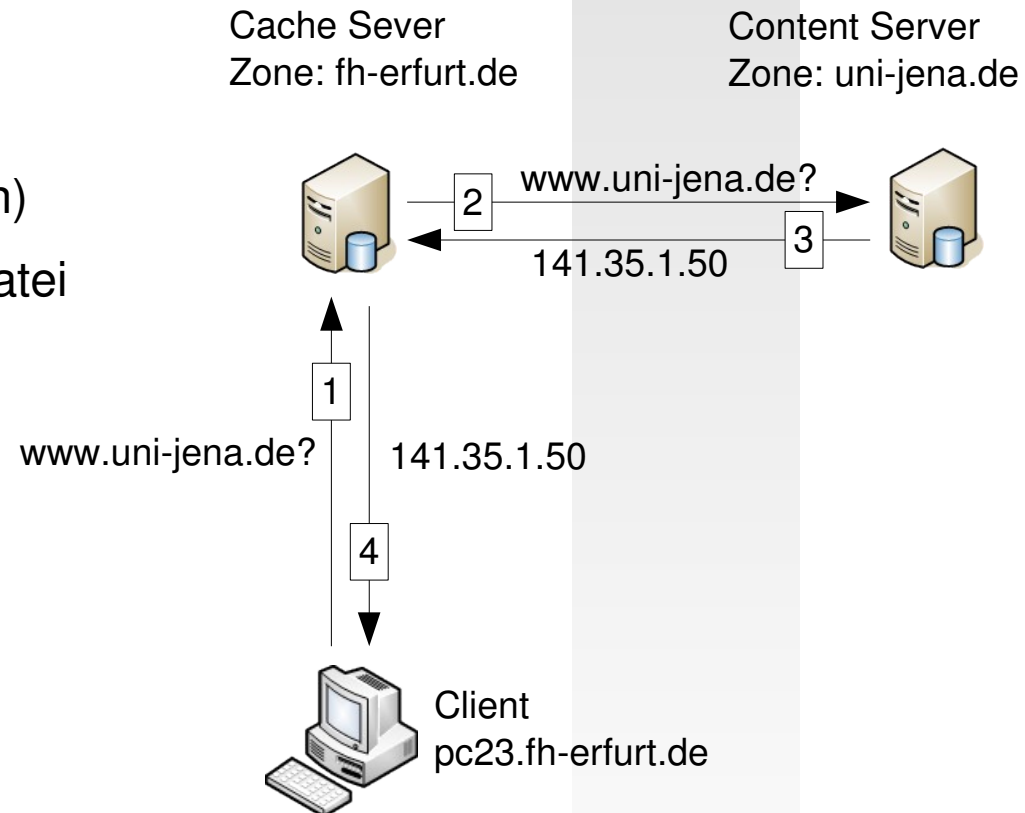 Cache Sever
Zone: fh-erfurt.de
Content Server
Zone: uni-jena.de
n)
atei
www.uni-jena.de?
2
3
141.35.1.50
1
www.uni-jena.de?
141.35.1.50
4
Client
pc23.fh-erfurt.de